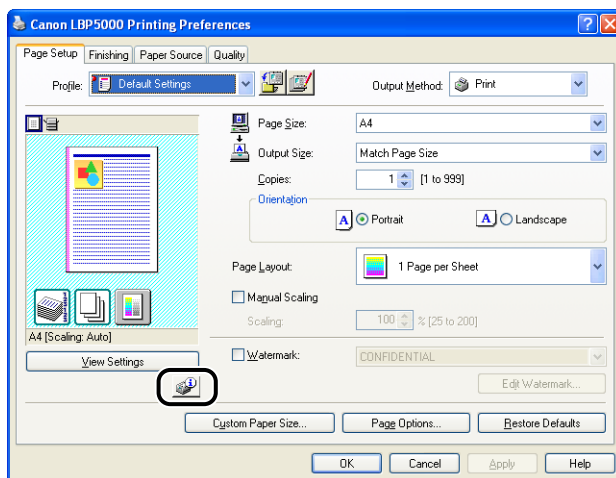 Canon LBP5000 Printing Preferences
Page Setup Finishing Paper Source Quality
Profile: Default Settings Output Method: Print
Page Size: A4
Output Size: Match Page Size
Copies: 1 [1 to 999]
Orientation
A Portrait A Landscape
Page Layout: 1 Page per Sheet
Manual Scaling
Scaling: 100 % [25 to 200]
A4 [Scaling: Auto]
View Settings
Watermark: CONFIDENTIAL
Edit Watermark...
Custom Paper Size... Page Options... Restore Defaults
OK Cancel Apply Help